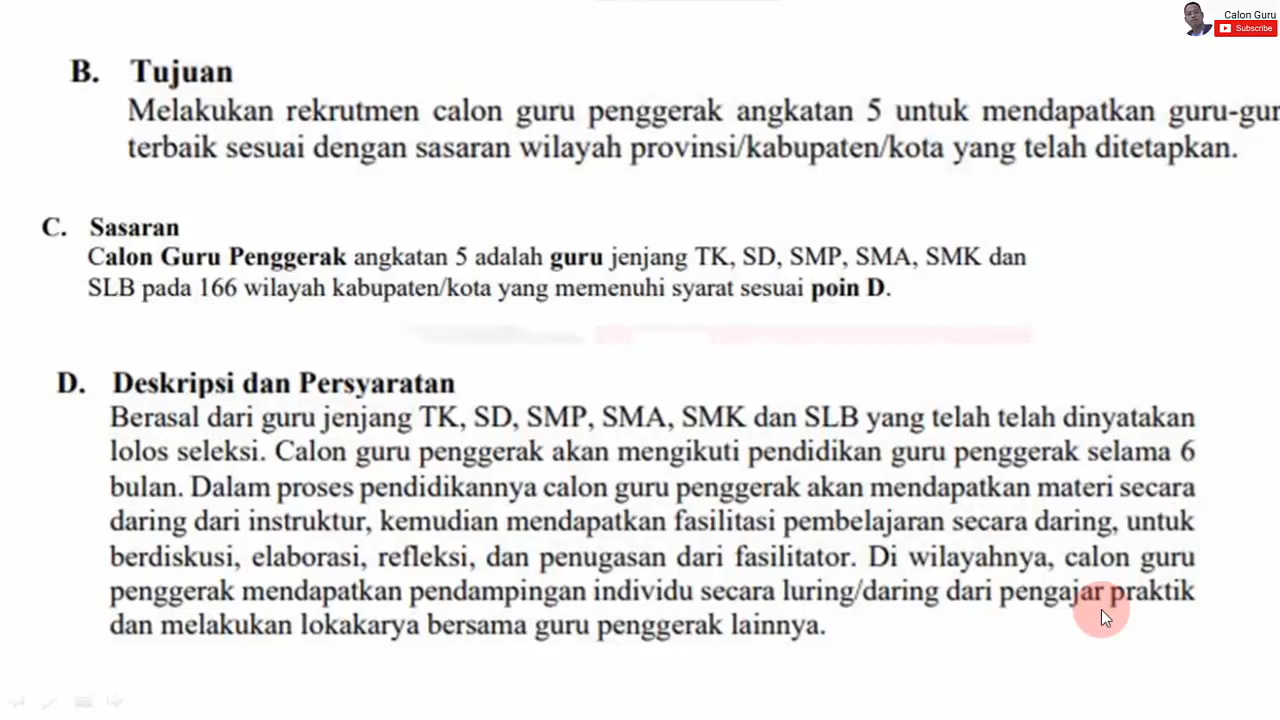 Calon Guru
Subscribe
B. Tujuan
Melakukan rekrutmen calon guru penggerak angkatan 5 untuk mendapatkan guru-gur
terbaik sesuai dengan sasaran wilayah provinsi/kabupaten/kota yang telah ditetapkan.
C. Sasaran
Calon Guru Penggerak angkatan 5 adalah guru jenjang TK, SD, SMP, SMA, SMK dan
SLB pada 166 wilayah kabupaten/kota yang memenuhi syarat sesuai poin D.
D. Deskripsi dan Persyaratan
Berasal dari guru jenjang TK, SD, SMP, SMA, SMK dan SLB yang telah telah dinyatakan
lolos seleksi. Calon guru penggerak akan mengikuti pendidikan guru penggerak selama 6
bulan. Dalam proses pendidikannya calon guru penggerak akan mendapatkan materi secara
daring dari instruktur, kemudian mendapatkan fasilitasi pembelajaran secara daring, untuk
berdiskusi, elaborasi, refleksi, dan penugasan dari fasilitator. Di wilayahnya, calon guru
penggerak mendapatkan pendampingan individu secara luring/daring dari pengajar praktik
dan melakukan lokakarya bersama guru penggerak lainnya.